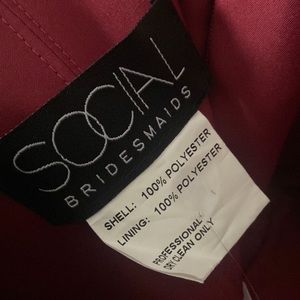 SOCIAL
BRIDESMAIDS
SHELL: 100% POLYESTER
LINING: 100% POLYESTER
PROFESSIONAL
DRY CLEAN ONLY